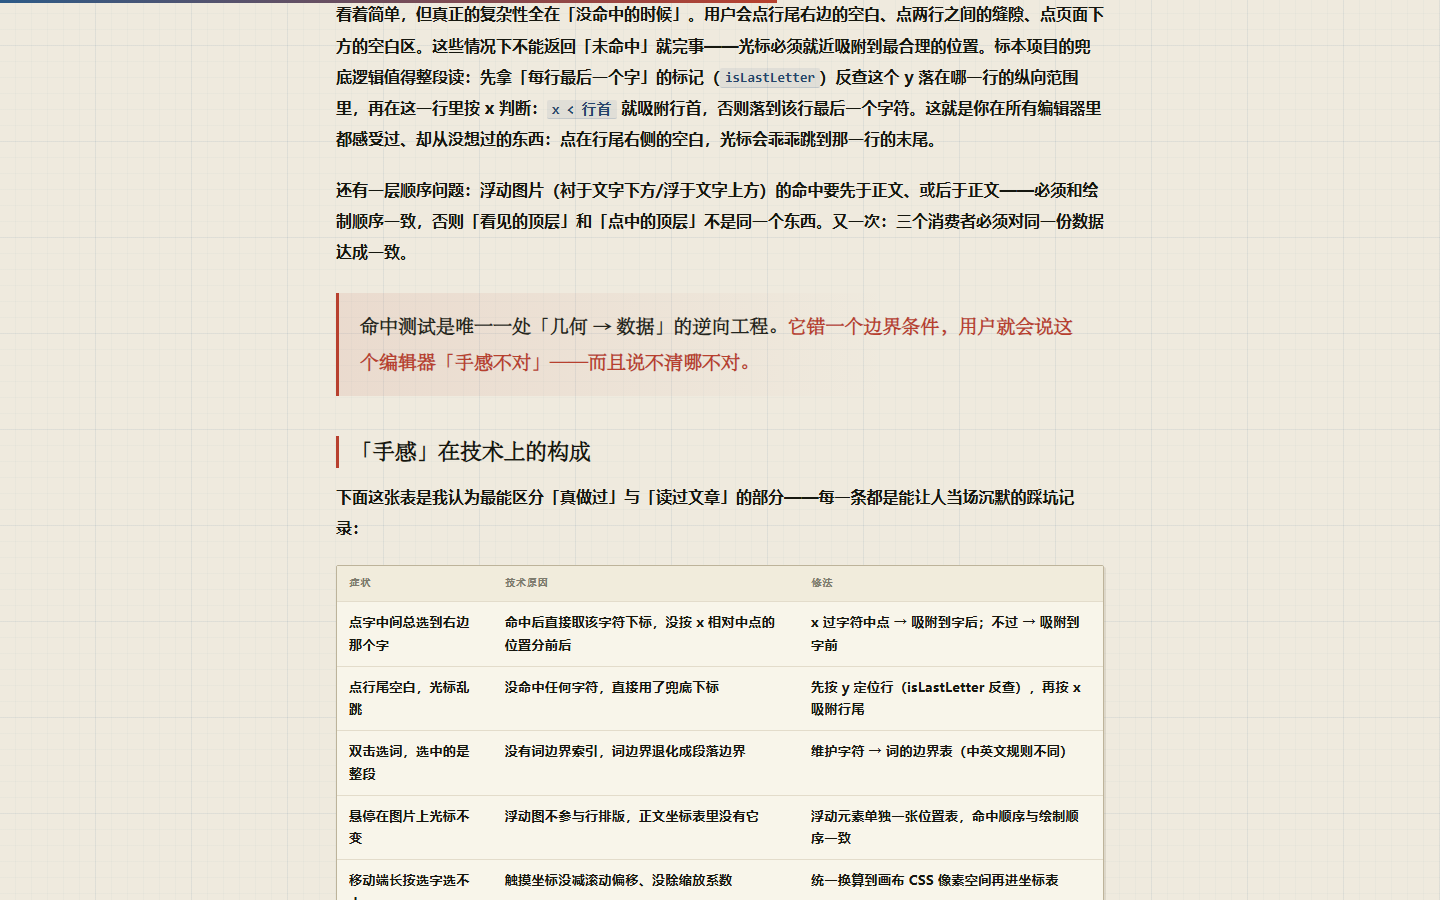 看着简单，但真正的复杂性全在「没命中的时候」。用户会点行尾右边的空白、点两行之间的缝隙、点页面下
方的空白区。这些情况下不能返回「未命中」就完事——光标必须就近吸附到最合理的位置。标本项目的兜
底逻辑值得整段读：先拿「每行最后一个字」的标记（isLastLetter）反查这个 y 落在哪一行的纵向范围
里，再在这一行里按 x 判断：x < 行首 就吸附行首，否则落到该行最后一个字符。这就是你在所有编辑器里
都感受过、却从没想过的东西：点在行尾右侧的空白，光标会乖乖跳到那一行的末尾。
还有一层顺序问题：浮动图片（衬于文字下方/浮于文字上方）的命中要先于正文、或后于正文——必须和绘
制顺序一致，否则「看见的顶层」和「点中的顶层」不是同一个东西。又一次：三个消费者必须对同一份数据
达成一致。
命中测试是唯一一处「几何 → 数据」的逆向工程。它错一个边界条件，用户就会说这
个编辑器「手感不对」——而且说不清哪不对。
「手感」在技术上的构成
下面这张表是我认为最能区分「真做过」与「读过文章」的部分——每一条都是能让人当场沉默的踩坑记
录：
症状 技术原因 修法
点字中间总选到右边 命中后直接取该字符下标，没按 x 相对中点的 x 过字符中点 → 吸附到字后；不过 → 吸附到
那个字 位置分前后 字前
点行尾空白，光标乱 没命中任何字符，直接用了兜底下标 先按 y 定位行（isLastLetter 反查），再按 x
跳 吸附行尾
双击选词，选中的是 没有词边界索引，词边界退化成段落边界 维护字符 → 词的边界表（中英文规则不同）
整段
悬停在图片上光标不 浮动图不参与行排版，正文坐标表里没有它 浮动元素单独一张位置表，命中顺序与绘制顺
变 序一致
移动端长按选字选不 触摸坐标没减滚动偏移、没除缩放系数 统一换算到画布 CSS 像素空间再进坐标表